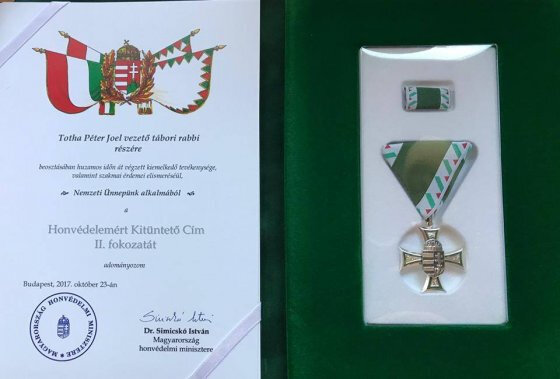 Totha Péter Joel vezető tábori rabbi
részére
beosztásában huzamos időn át végzett kiemelkedő tevékenysége,
valamint szakmai érdemei elismeréséül,
Nemzeti Ünnepünk alkalmából
a
Honvédelemért Kitüntető Cím
II. fokozatát
adományozom
Budapest, 2017. október 23-án
MAGYARORSZÁG HONVÉDELMI MINISZTERE
Dr. Simicskó István
Magyarország
honvédelmi minisztere